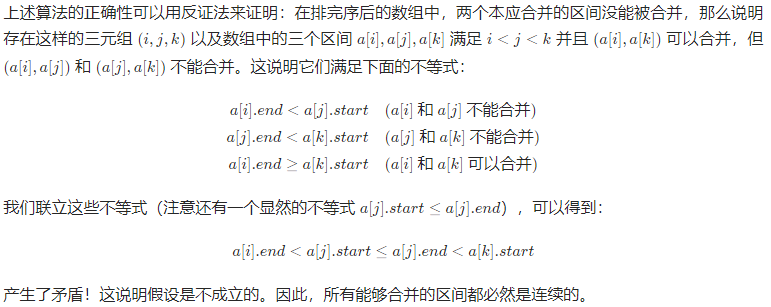 上述算法的正确性可以用反证法来证明：在排完序后的数组中，两个本应合并的区间没能被合并，那么说明
存在这样的三元组 (i, j, k) 以及数组中的三个区间 a[i], a[j], a[k] 满足 i < j < k 并且 (a[i], a[k]) 可以合并，但
(a[i], a[j]) 和 (a[j], a[k]) 不能合并。这说明它们满足下面的不等式：
a[i].end < a[j].start (a[i] 和 a[j] 不能合并)
a[j].end < a[k].start (a[j] 和 a[k] 不能合并)
a[i].end ≥ a[k].start (a[i] 和 a[k] 可以合并)
我们联立这些不等式（注意还有一个显然的不等式 a[j].start ≤ a[j].end），可以得到：
a[i].end < a[j].start ≤ a[j].end < a[k].start
产生了矛盾！这说明假设是不成立的。因此，所有能够合并的区间都必然是连续的。